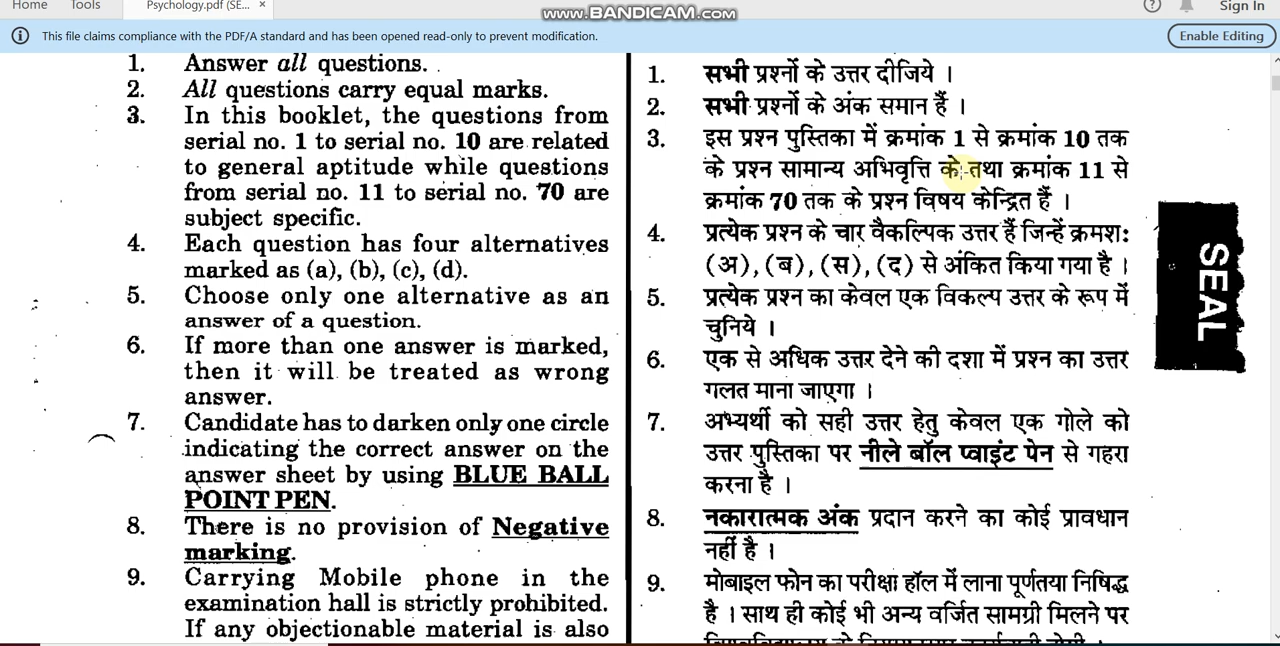 Home Tools Psychology.pdf (SE... × Sign In
www.BANDICAM.com
This file claims compliance with the PDF/A standard and has been opened read-only to prevent modification. Enable Editing
1. Answer all questions.
2. All questions carry equal marks.
3. In this booklet, the questions from
serial no. 1 to serial no. 10 are related
to general aptitude while questions
from serial no. 11 to serial no. 70 are
subject specific.
4. Each question has four alternatives
marked as (a), (b), (c), (d).
5. Choose only one alternative as an
answer of a question.
6. If more than one answer is marked,
then it will be treated as wrong
answer.
7. Candidate has to darken only one circle
indicating the correct answer on the
answer sheet by using BLUE BALL
POINT PEN.
8. There is no provision of Negative
marking.
9. Carrying Mobile phone in the
examination hall is strictly prohibited.
If any objectionable material is also
1. सभी प्रश्नों के उत्तर दीजिये ।
2. सभी प्रश्नों के अंक समान हैं ।
3. इस प्रश्न पुस्तिका में क्रमांक 1 से क्रमांक 10 तक
के प्रश्न सामान्य अभिवृत्ति के तथा क्रमांक 11 से
क्रमांक 70 तक के प्रश्न विषय केन्द्रित हैं ।
4. प्रत्येक प्रश्न के चार वैकल्पिक उत्तर हैं जिन्हें क्रमश:
(अ), (ब), (स), (द) से अंकित किया गया है ।
5. प्रत्येक प्रश्न का केवल एक विकल्प उत्तर के रूप में
चुनिये ।
6. एक से अधिक उत्तर देने की दशा में प्रश्न का उत्तर
गलत माना जाएगा ।
7. अभ्यर्थी को सही उत्तर हेतु केवल एक गोले को
उत्तर पुस्तिका पर नीले बॉल प्वाइंट पेन से गहरा
करना है ।
8. नकारात्मक अंक प्रदान करने का कोई प्रावधान
नहीं है ।
9. मोबाइल फोन का परीक्षा हॉल में लाना पूर्णतया निषिद्ध
है । साथ ही कोई भी अन्य वर्जित सामग्री मिलने पर
SEAL